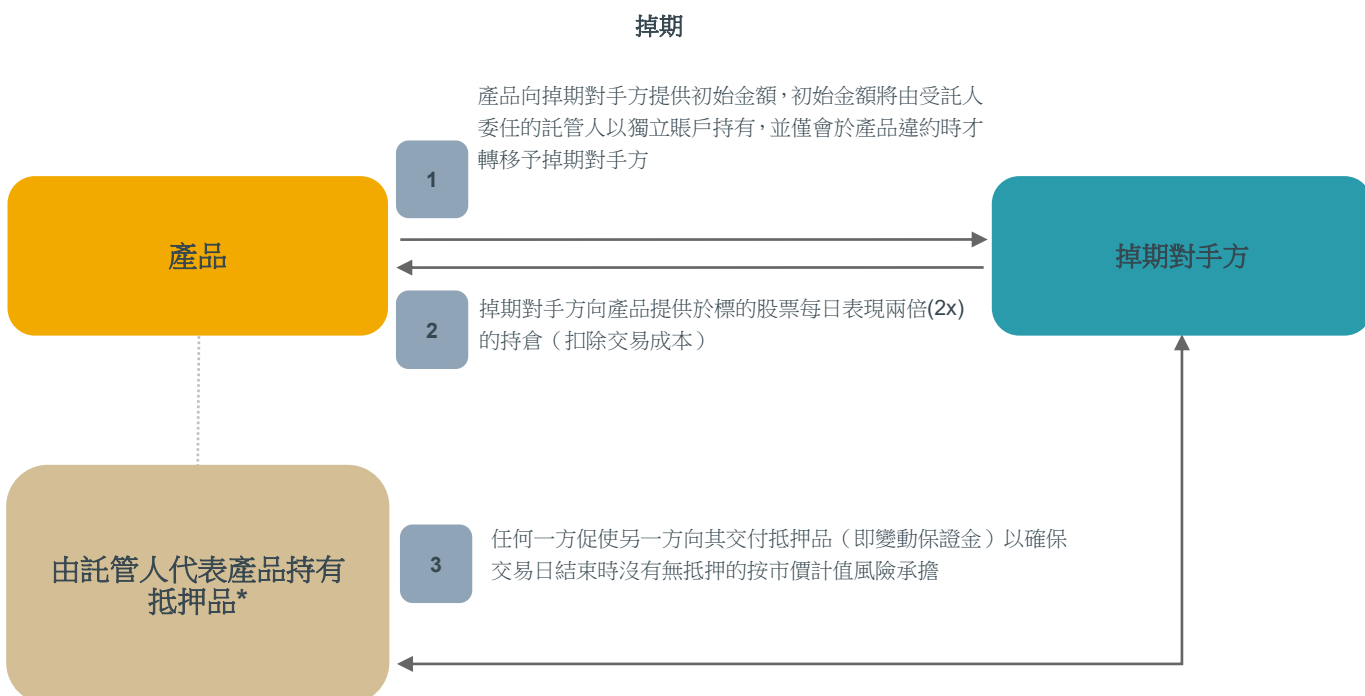 掉期
產品向掉期對手方提供初始金額，初始金額將由受託人
委任的託管人以獨立賬戶持有，並僅會於產品違約時才
轉移予掉期對手方
1
產品
掉期對手方
2
掉期對手方向產品提供於標的股票每日表現兩倍(2x)
的持倉（扣除交易成本）
由託管人代表產品持有
抵押品*
3
任何一方促使另一方向其交付抵押品（即變動保證金）以確保
交易日結束時沒有無抵押的按市價計值風險承擔